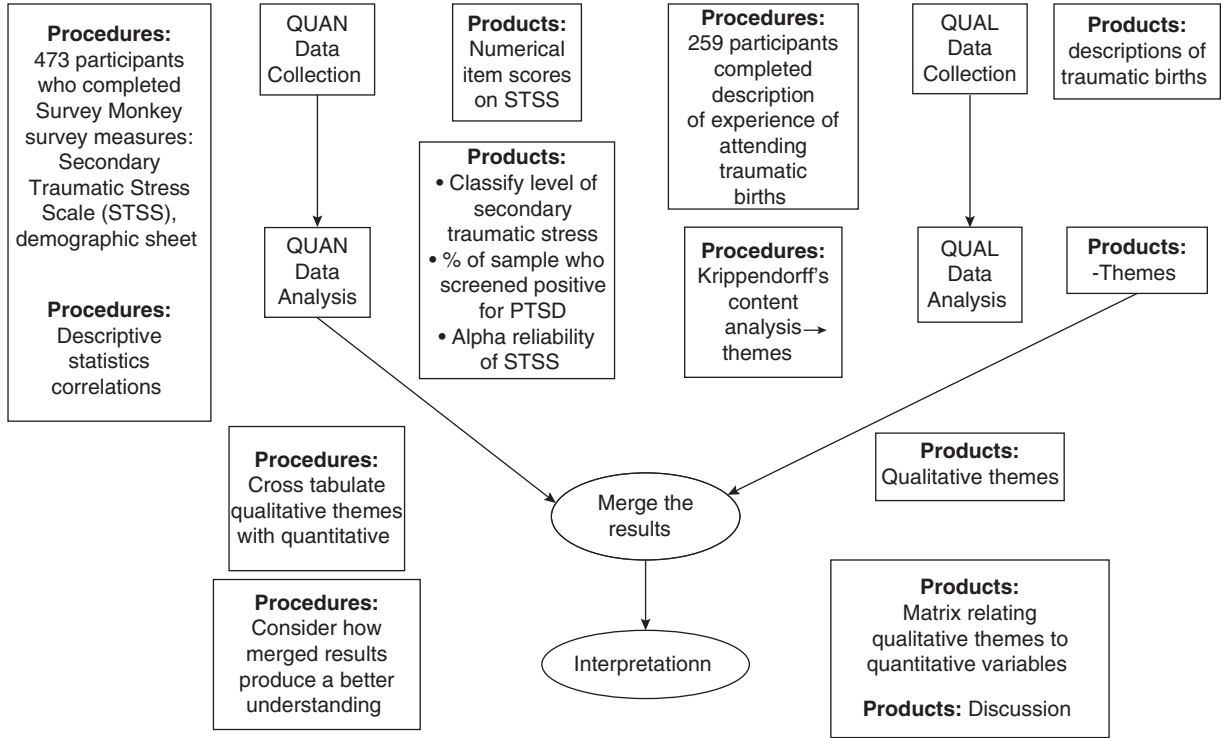 Procedures:
473 participants
who completed
Survey Monkey
survey measures:
Secondary
Traumatic Stress
Scale (STSS),
demographic sheet
Procedures:
Descriptive
statistics
correlations
QUAN
Data
Collection
Products:
Numerical
item scores
on STSS
Procedures:
259 participants
completed
description
of experience of
attending
traumatic
births
QUAL
Data
Collection
Products:
descriptions of
traumatic births
QUAN
Data
Analysis
Products:
• Classify level of
secondary
traumatic stress
• % of sample who
screened positive
for PTSD
• Alpha reliability
of STSS
Procedures:
Krippendorff's
content
analysis→
themes
QUAL
Data
Analysis
Products:
-Themes
Procedures:
Cross tabulate
qualitative themes
with quantitative
Merge the
results
Products:
Qualitative themes
Procedures:
Consider how
merged results
produce a better
understanding
Interpretationn
Products:
Matrix relating
qualitative themes to
quantitative variables
Products: Discussion